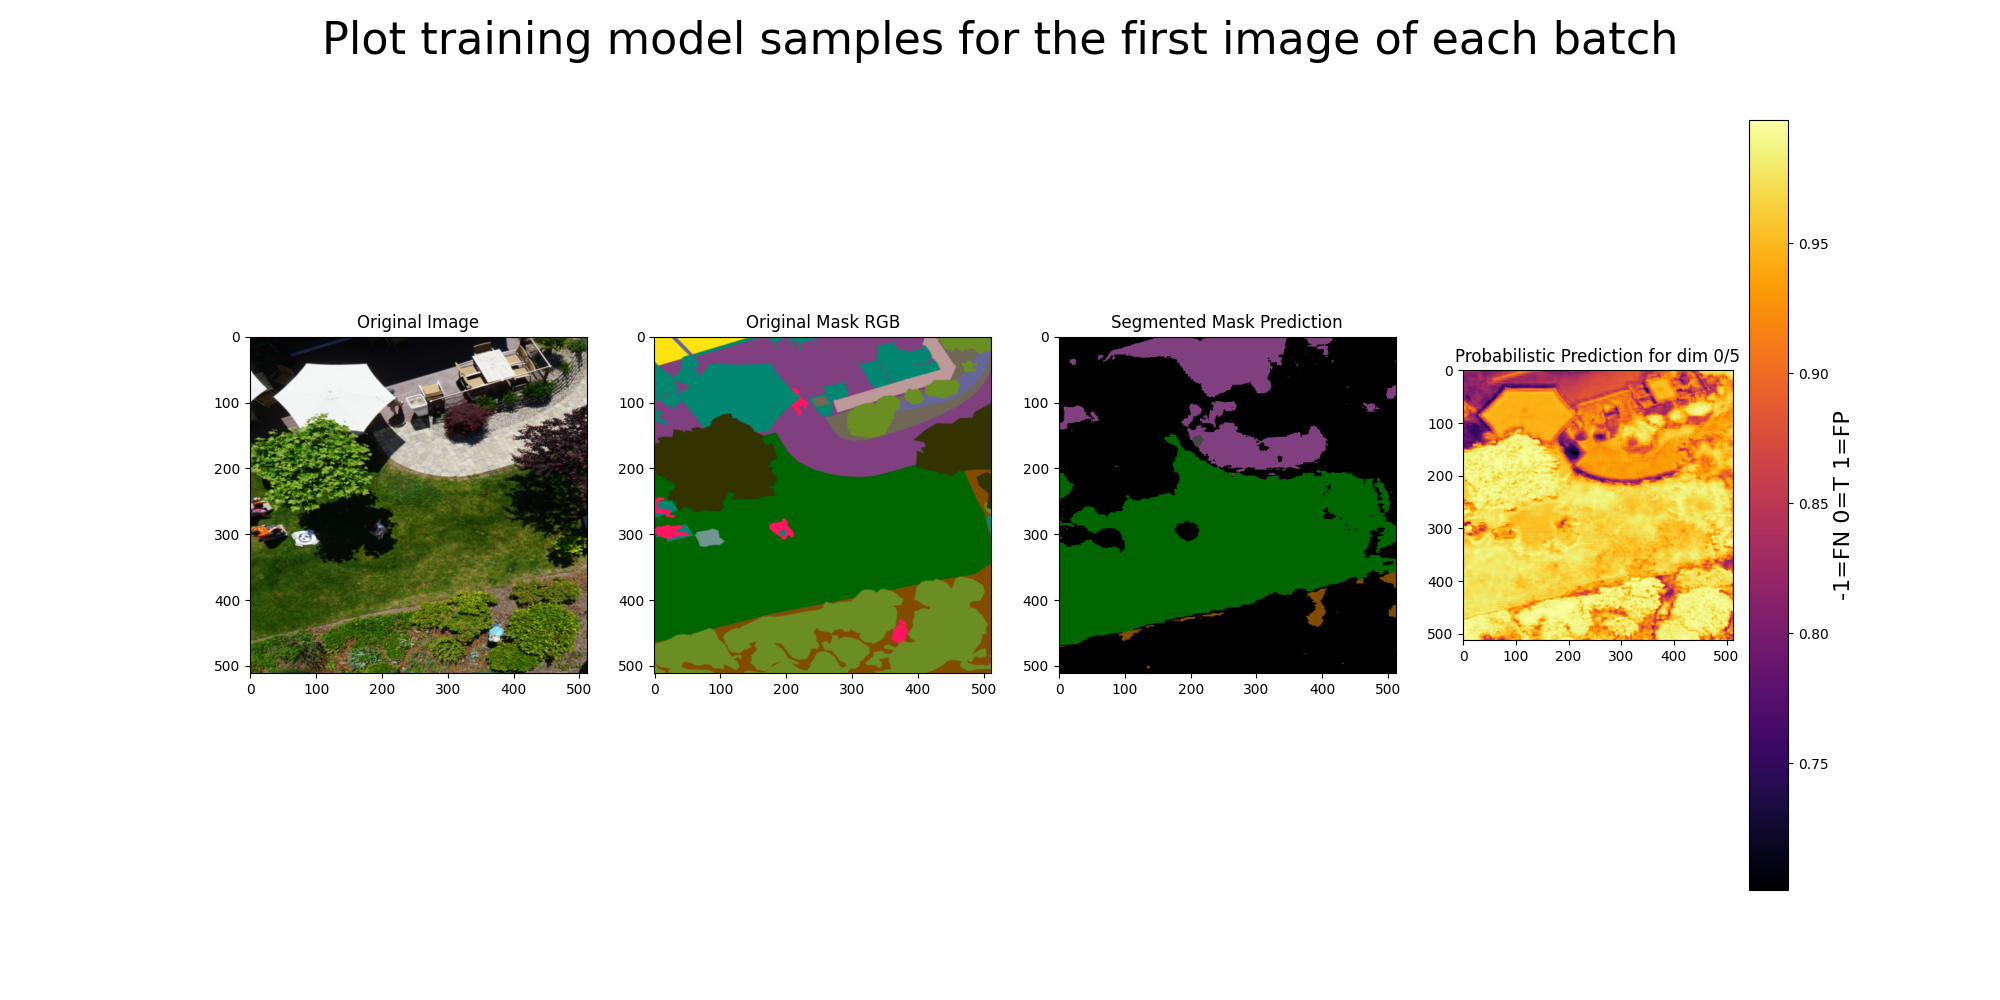 Plot training model samples for the first image of each batch
Original Image
0
100
200
300
400
500
0 100 200 300 400 500
Original Mask RGB
0
100
200
300
400
500
0 100 200 300 400 500
Segmented Mask Prediction
0
100
200
300
400
500
0 100 200 300 400 500
Probabilistic Prediction for dim 0/5
0
100
200
300
400
500
0 100 200 300 400 500
0.95
0.90
0.85
0.80
0.75
-1=FN 0=T 1=FP